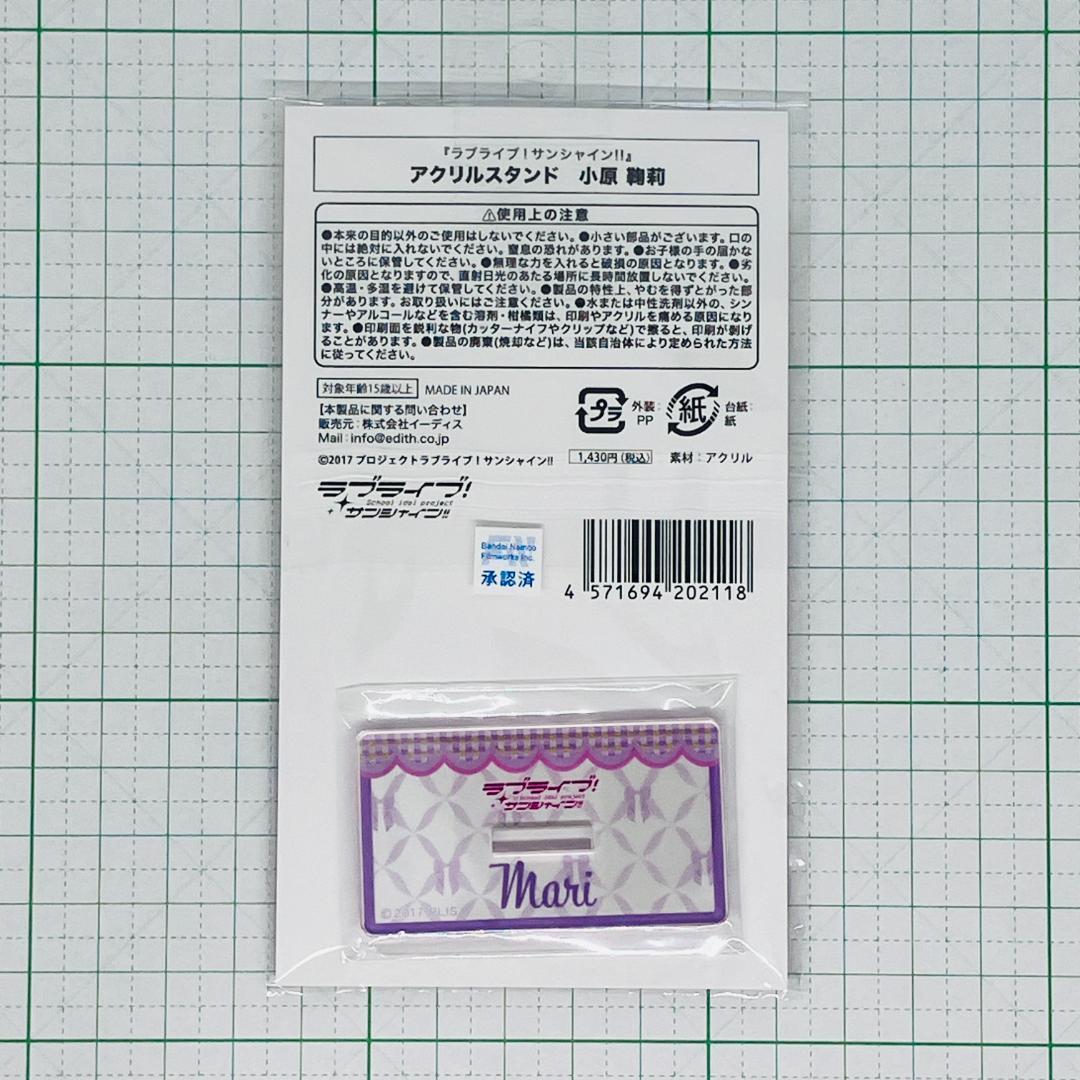 『ラブライブ!サンシャイン!!』
アクリルスタンド 小原 鞠莉
⚠使用上の注意
●本来の目的以外のご使用はしないでください。●小さい部品がございます。口の
中には絶対に入れないでください。窒息の恐れがあります。●お子様の手の届かな
いところに保管してください。●無理な力を入れると破損の原因となります。●劣
化の原因となりますので、直射日光のあたる場所に長時間放置しないでください。
●高温・多湿を避けて保管してください。●製品の特性上、やむを得ずとがった部
分があります。お取り扱いにはご注意ください。●水または中性洗剤以外の、シン
ナーやアルコールなどを含む溶剤・柑橘類は、印刷やアクリルを痛める原因になり
ます。●印刷面を鋭利な物(カッターナイフやクリップなど)で擦ると、印刷が剥げ
ることがあります。●製品の廃棄(焼却など)は、当該自治体により定められた方法
に従ってください。
対象年齢15歳以上 MADE IN JAPAN
【本製品に関する問い合わせ】
販売元:株式会社イーディス
Mail:info@edith.co.jp
プラ 外装:
PP
紙 台紙:
紙
©2017 プロジェクトラブライブ!サンシャイン!!
1,430円(税込) 素材:アクリル
ラブライブ!
School idol project
サンシャイン!!
Bandai Namco
Filmworks Inc.
承認済
4 571694 202118
ラブライブ!
School idol project
サンシャイン!!
Mari
©2017 PLIS